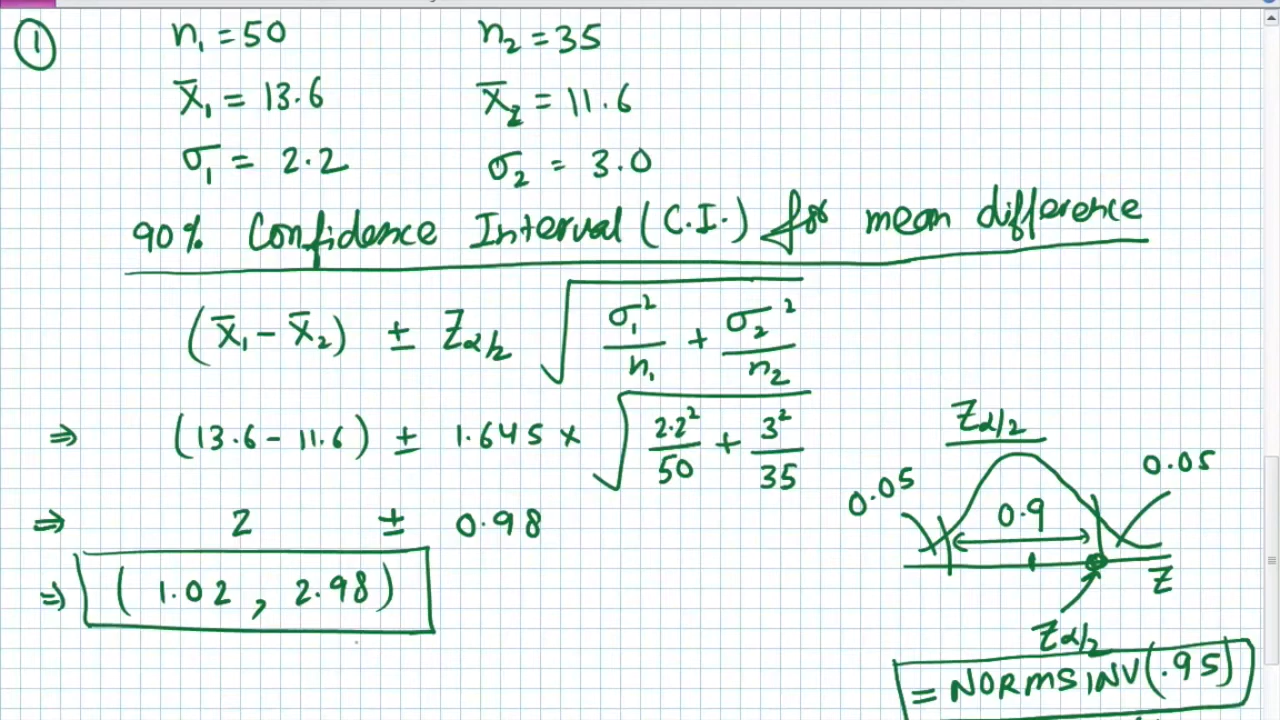 1
n₁ = 50    n₂ = 35
x̄₁ = 13.6    x̄₂ = 11.6
σ₁ = 2.2    σ₂ = 3.0
90% Confidence Interval (C.I.) for mean difference
(x̄₁ - x̄₂) ± Zα/2 √(σ₁²/n₁ + σ₂²/n₂)
⇒ (13.6 - 11.6) ± 1.645 × √(2.2²/50 + 3²/35)
⇒ 2 ± 0.98
⇒ (1.02, 2.98)
Zα/2
0.05    0.9    0.05
Z
Zα/2
= NORMSINV(.95)